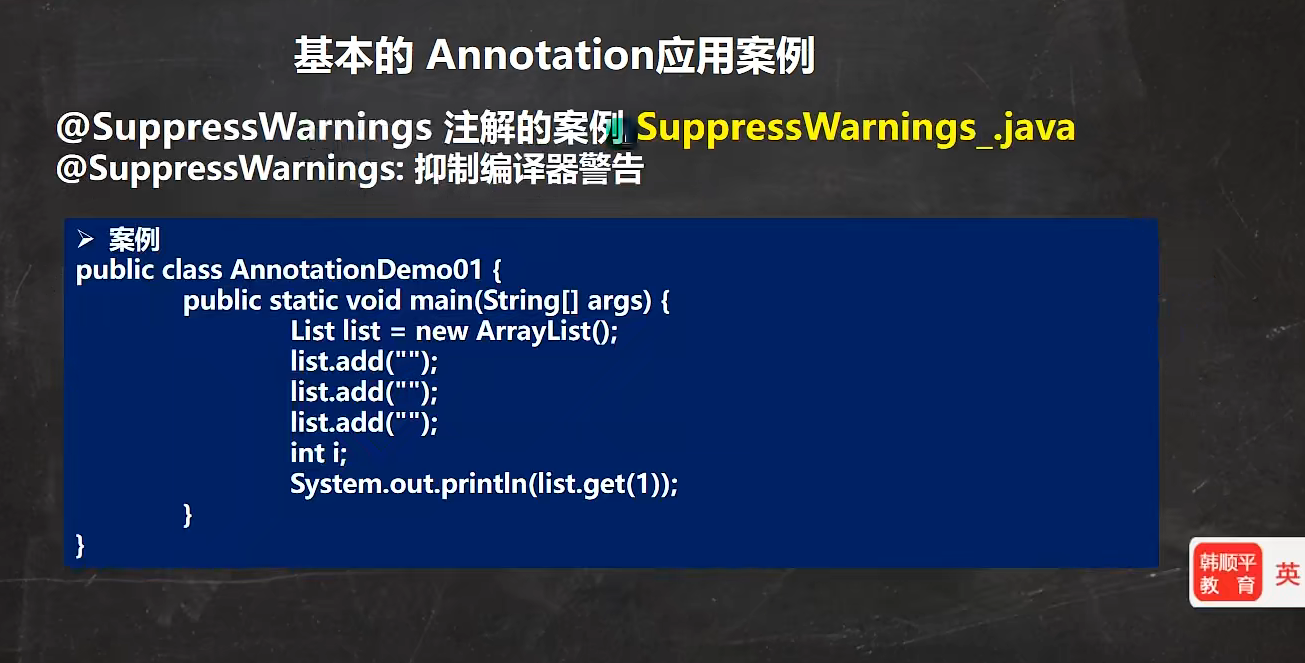 基本的 Annotation应用案例
@SuppressWarnings 注解的案例 SuppressWarnings_.java
@SuppressWarnings: 抑制编译器警告
➢ 案例
public class AnnotationDemo01 {
public static void main(String[] args) {
List list = new ArrayList();
list.add("");
list.add("");
list.add("");
int i;
System.out.println(list.get(1));
}
}
韩顺平
教 育
英